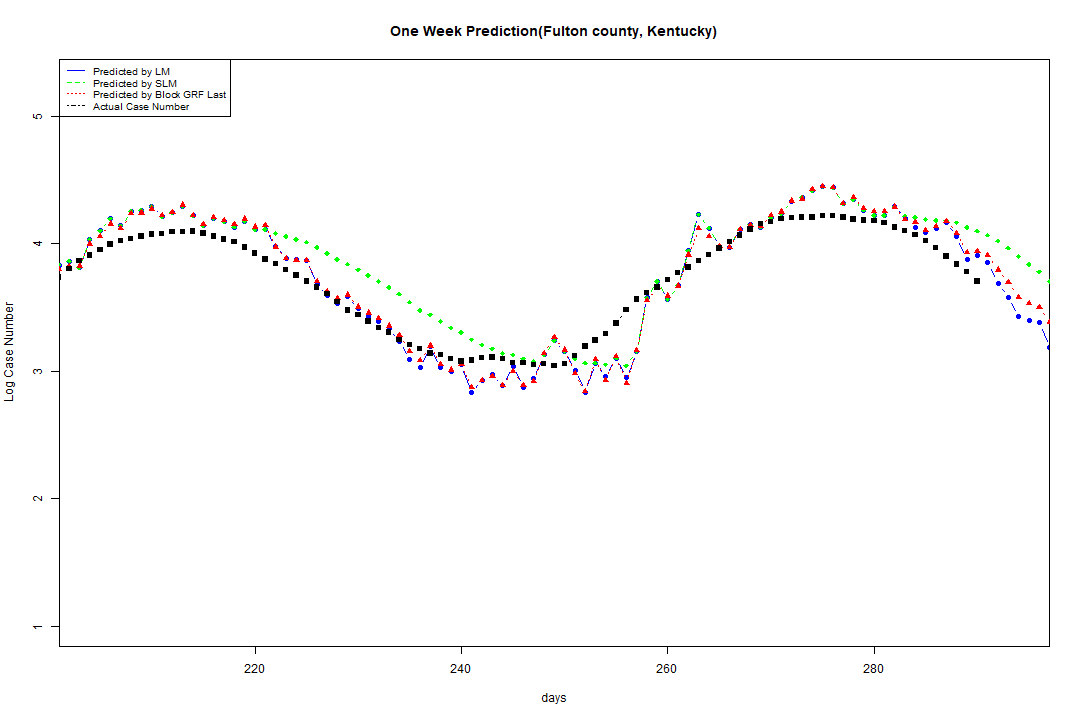 One Week Prediction(Fulton county, Kentucky)
Predicted by LM
Predicted by SLM
Predicted by Block GRF Last
Actual Case Number
5
4
3
2
1
Log Case Number
220 240 260 280
days